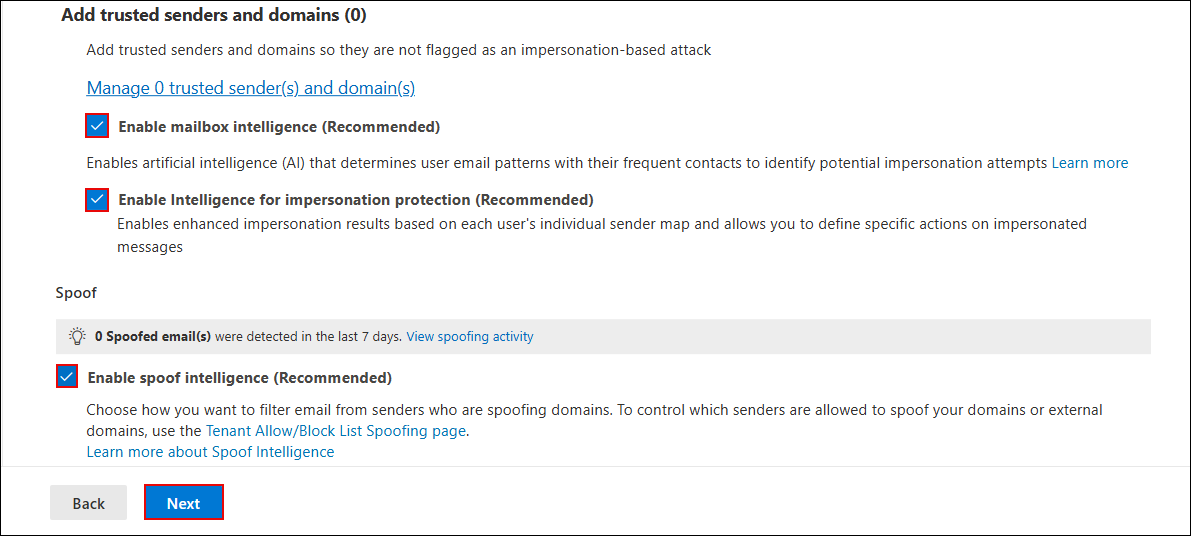 Add trusted senders and domains (0)
Add trusted senders and domains so they are not flagged as an impersonation-based attack
Manage 0 trusted sender(s) and domain(s)
Enable mailbox intelligence (Recommended)
Enables artificial intelligence (AI) that determines user email patterns with their frequent contacts to identify potential impersonation attempts Learn more
Enable Intelligence for impersonation protection (Recommended)
Enables enhanced impersonation results based on each user's individual sender map and allows you to define specific actions on impersonated
messages
Spoof
0 Spoofed email(s) were detected in the last 7 days. View spoofing activity
Enable spoof intelligence (Recommended)
Choose how you want to filter email from senders who are spoofing domains. To control which senders are allowed to spoof your domains or external
domains, use the Tenant Allow/Block List Spoofing page.
Learn more about Spoof Intelligence
Back
Next